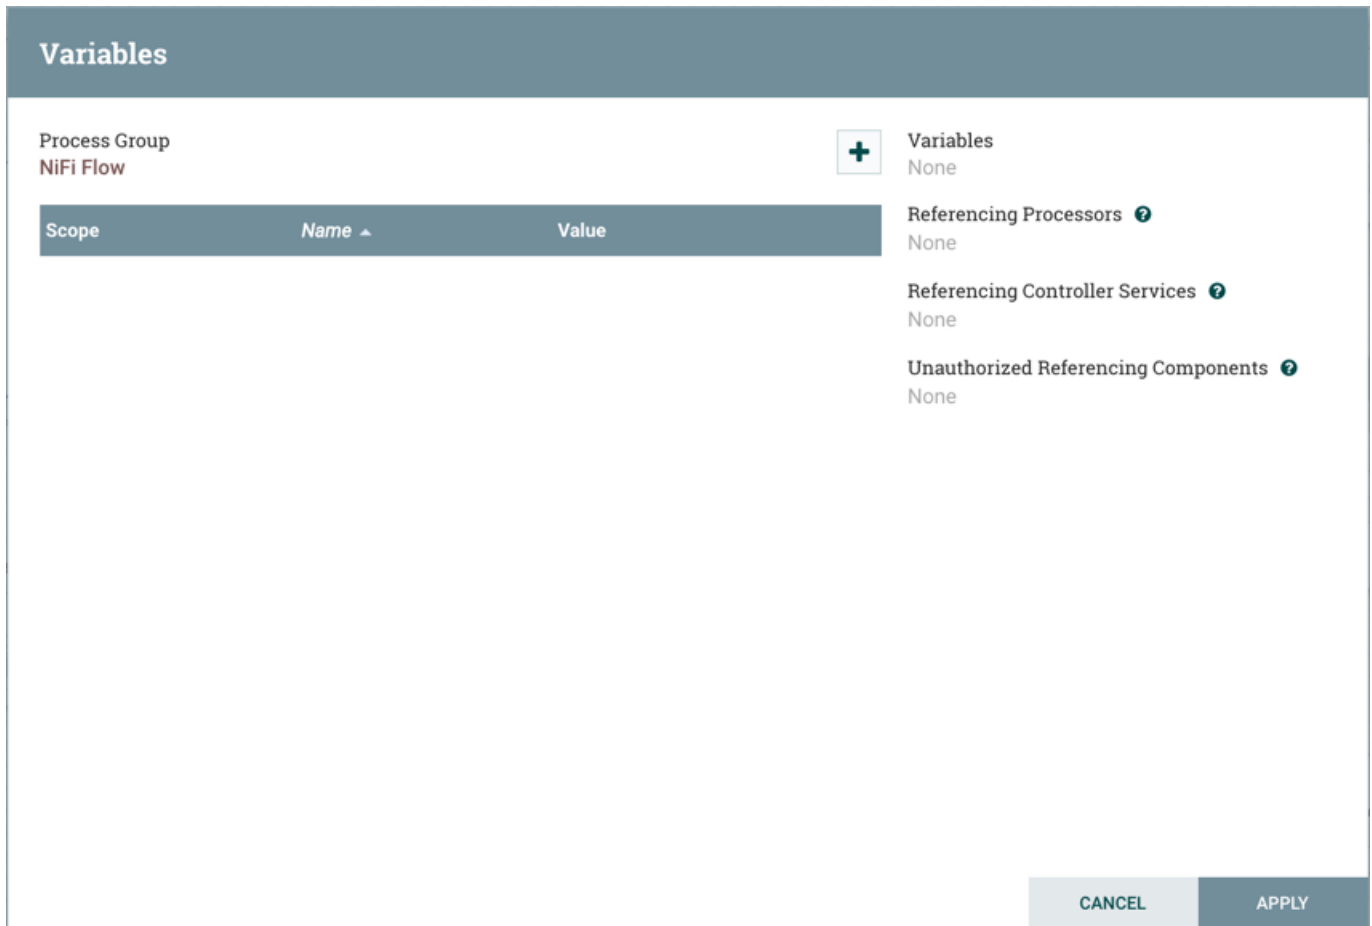 Variables
Process Group
NiFi Flow
Scope Name Value
Variables
None
Referencing Processors
None
Referencing Controller Services
None
Unauthorized Referencing Components
None
CANCEL APPLY